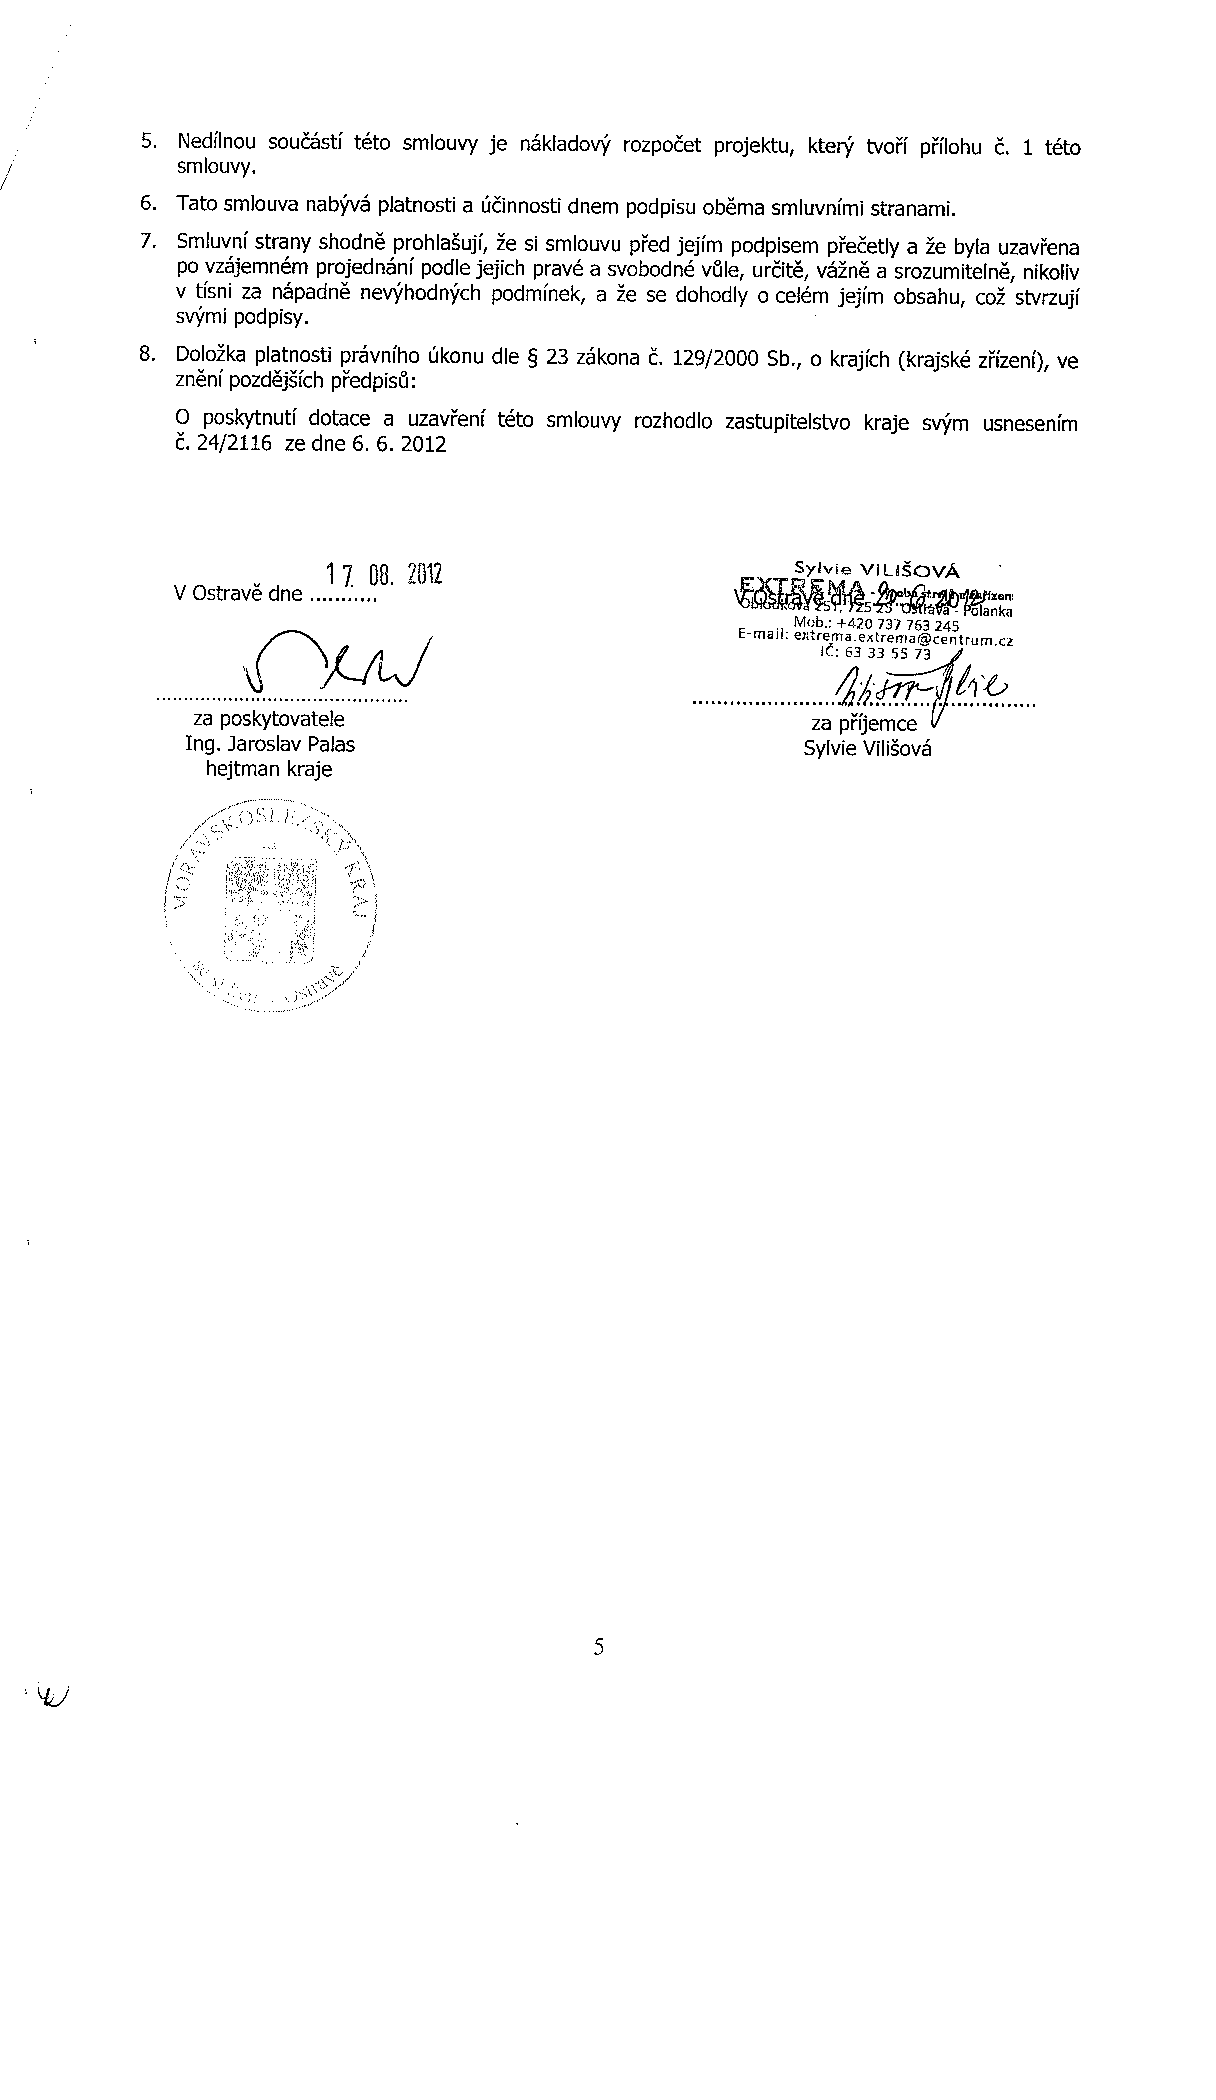 5. Nedílnou součástí této smlouvy je nákladový rozpočet projektu, který tvoří přílohu č. 1 této
smlouvy.
6. Tato smlouva nabývá platnosti a účinnosti dnem podpisu oběma smluvními stranami.
7. Smluvní strany shodně prohlašují, že si smlouvu před jejím podpisem přečetly a že byla uzavřena
po vzájemném projednání podle jejich pravé a svobodné vůle, určitě, vážně a srozumitelně, nikoliv
v tísni za nápadně nevýhodných podmínek, a že se dohodly o celém jejím obsahu, což stvrzují
svými podpisy.
8. Doložka platnosti právního úkonu dle § 23 zákona č. 129/2000 Sb., o krajích (krajské zřízení), ve
znění pozdějších předpisů:
O poskytnutí dotace a uzavření této smlouvy rozhodlo zastupitelstvo kraje svým usnesením
č. 24/2116 ze dne 6. 6. 2012
17. 08. 2012
V Ostravě dne ...........
za poskytovatele
Ing. Jaroslav Palas
hejtman kraje
MORAVSKOSLEZSKÝ KRAJ
Sylvie VILIŠOVÁ
EXTREMA
V Ostravě dne
251, 725 25 Ostrava - Polanka
Mob.: +420 737 763 245
E-mail: extrema.extrema@centrum.cz
IČ: 63 33 55 73
za příjemce
Sylvie Vilišová
5